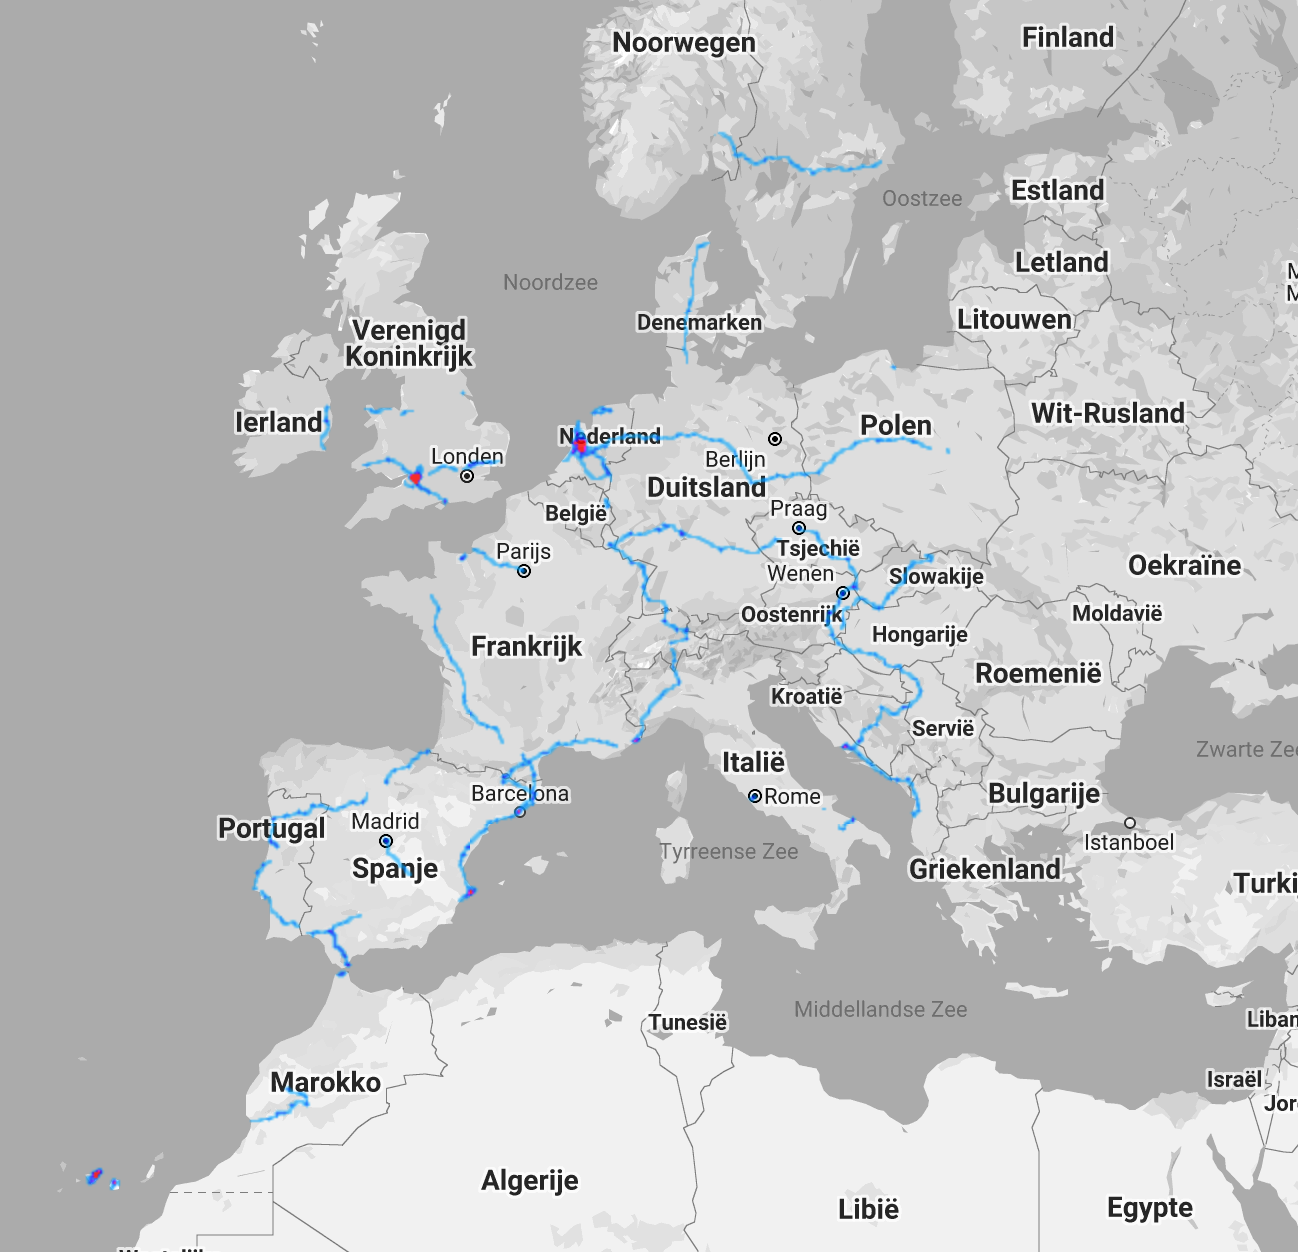 Noorwegen
Finland
Estland
Oostzee
Letland
M
M
Noordzee
Denemarken
Litouwen
Verenigd
Koninkrijk
Wit-Rusland
Ierland
Polen
Nederland
Londen
Berlijn
Duitsland
België
Praag
Parijs
Tsjechië
Oekraïne
Wenen
Slowakije
Oostenrijk
Moldavië
Hongarije
Frankrijk
Roemenië
Kroatië
Servië
Zwarte Zee
Italië
Barcelona
Rome
Bulgarije
Madrid
Portugal
Istanboel
Tyrreense Zee
Spanje
Griekenland
Turki
Middellandse Zee
Tunesië
Liban
Marokko
Israël
Jor
Algerije
Libië
Egypte